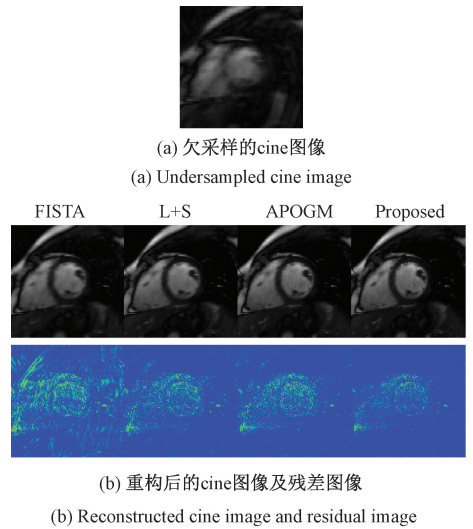 (a) 欠采样的cine图像
(a) Undersampled cine image
FISTA L+S APOGM Proposed
(b) 重构后的cine图像及残差图像
(b) Reconstructed cine image and residual image